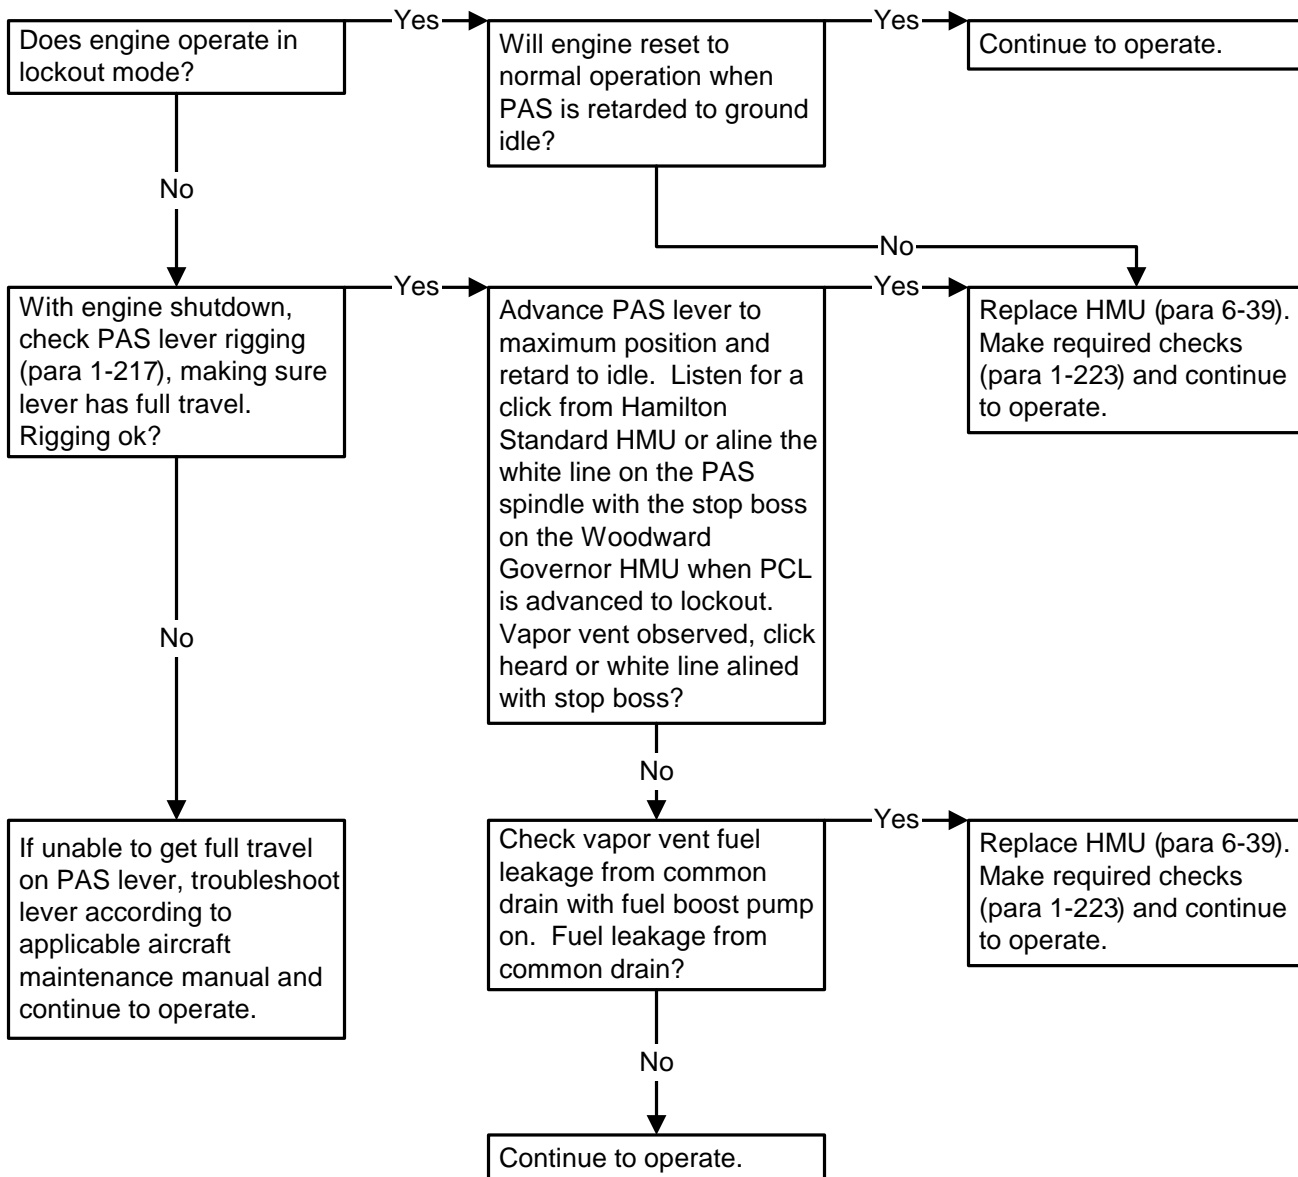 Does engine operate in
lockout mode?
Yes
Will engine reset to
normal operation when
PAS is retarded to ground
idle?
Yes
Continue to operate.
No
No
With engine shutdown,
check PAS lever rigging
(para 1-217), making sure
lever has full travel.
Rigging ok?
Yes
Advance PAS lever to
maximum position and
retard to idle.  Listen for a
click from Hamilton
Standard HMU or aline the
white line on the PAS
spindle with the stop boss
on the Woodward
Governor HMU when PCL
is advanced to lockout.
Vapor vent observed, click
heard or white line alined
with stop boss?
Yes
Replace HMU (para 6-39).
Make required checks
(para 1-223) and continue
to operate.
No
No
If unable to get full travel
on PAS lever, troubleshoot
lever according to
applicable aircraft
maintenance manual and
continue to operate.
Check vapor vent fuel
leakage from common
drain with fuel boost pump
on.  Fuel leakage from
common drain?
Yes
Replace HMU (para 6-39).
Make required checks
(para 1-223) and continue
to operate.
No
Continue to operate.